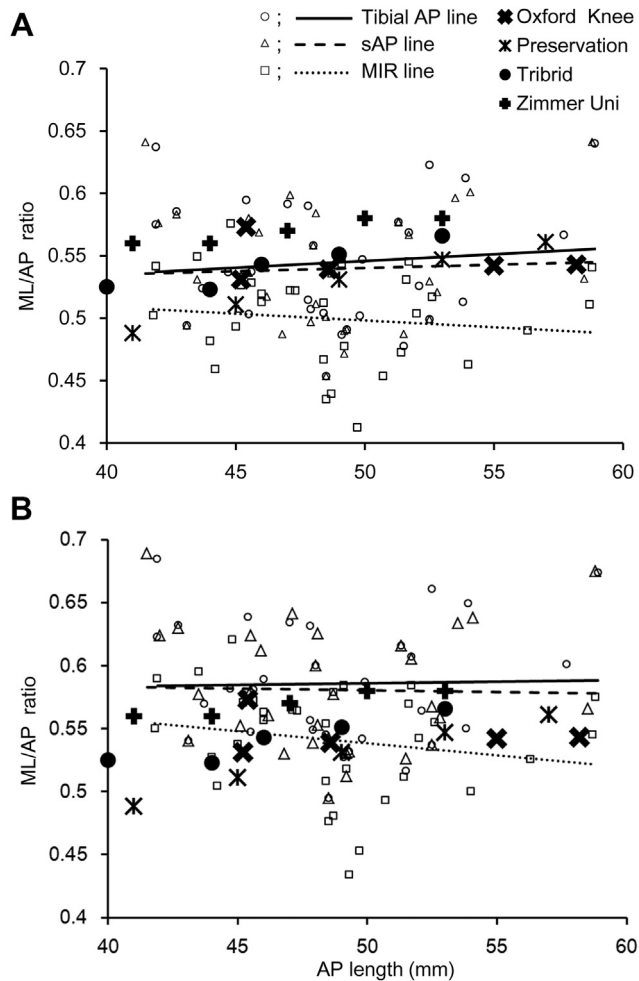 A
○ ; Tibial AP line
△ ; sAP line
□ ; MIR line
Oxford Knee
Preservation
Tribrid
Zimmer Uni
ML/AP ratio
0.7
0.65
0.6
0.55
0.5
0.45
0.4
40 45 50 55 60
B
ML/AP ratio
0.7
0.65
0.6
0.55
0.5
0.45
0.4
40 45 50 55 60
AP length (mm)